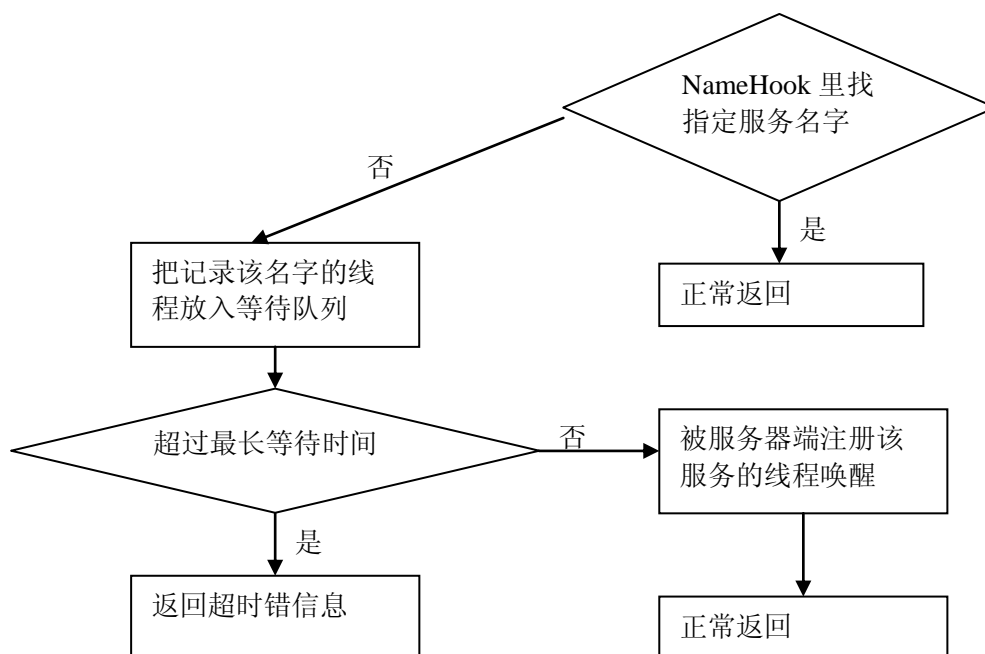 NameHook 里找
指定服务名字
否
是
把记录该名字的线
程放入等待队列
正常返回
超过最长等待时间
否
被服务器端注册该
服务的线程唤醒
是
返回超时错信息
正常返回